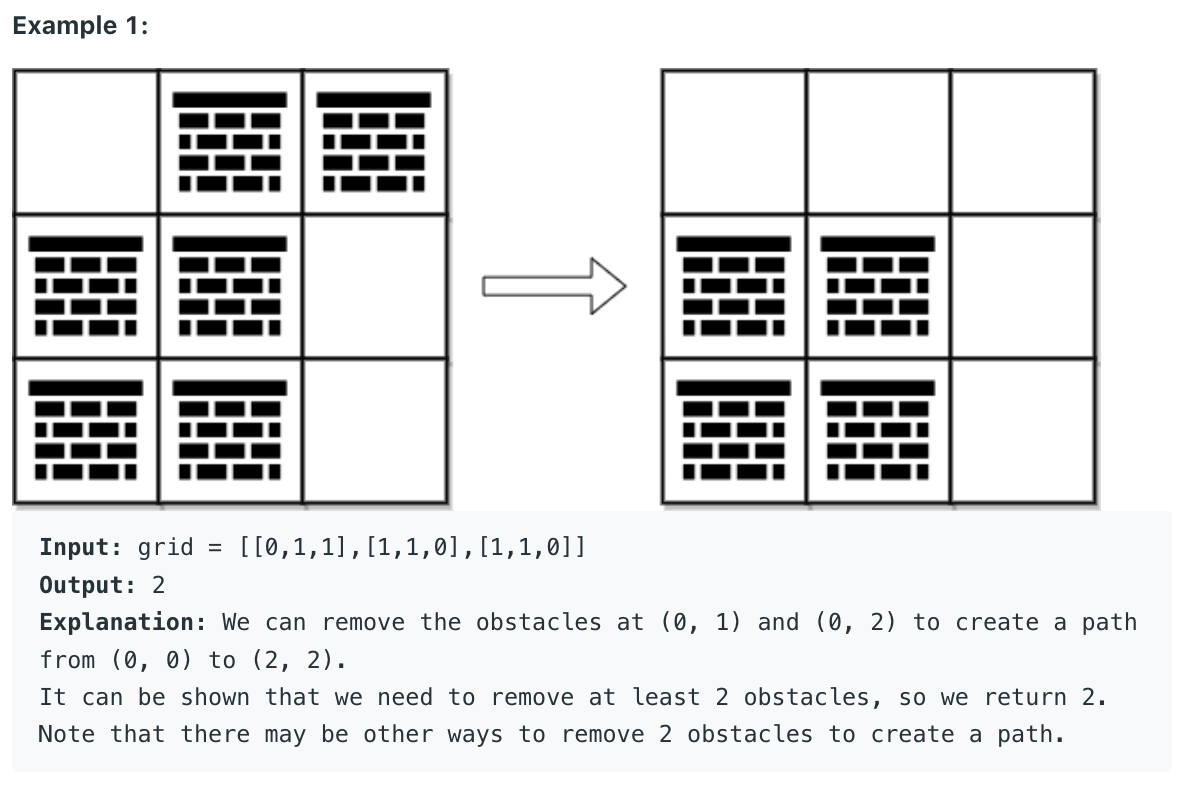 Example 1:
Input: grid = [[0,1,1],[1,1,0],[1,1,0]]
Output: 2
Explanation: We can remove the obstacles at (0, 1) and (0, 2) to create a path
from (0, 0) to (2, 2).
It can be shown that we need to remove at least 2 obstacles, so we return 2.
Note that there may be other ways to remove 2 obstacles to create a path.